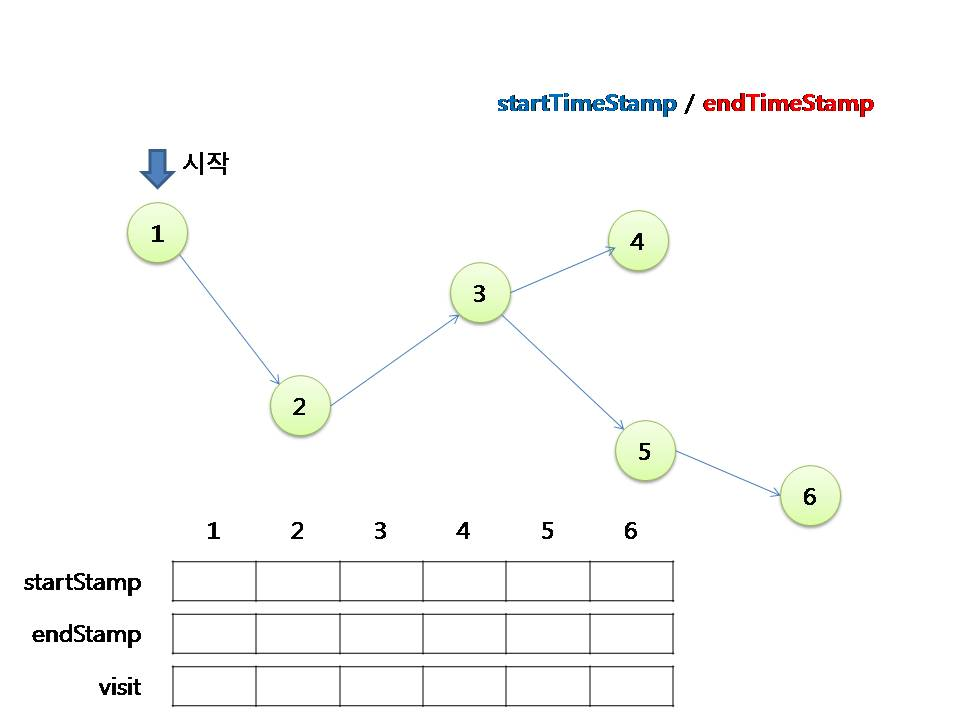 startTimeStamp / endTimeStamp
시작
1
4
3
2
5
6
1 2 3 4 5 6
startStamp
endStamp
visit